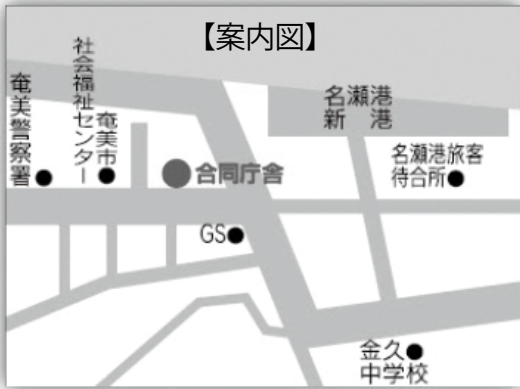 【案内図】
奄美警察署
社会福祉センター
奄美市
合同庁舎
名瀬港
新 港
名瀬港旅客
待合所
GS
金久
中学校